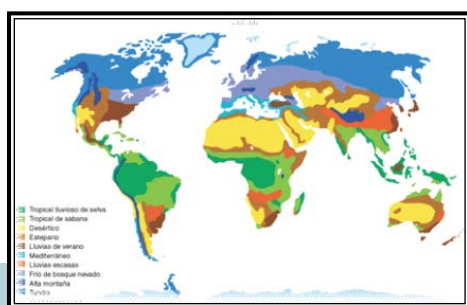 Tropical lluvioso de selva
Tropical de sabana
Desértico
Estepario
Lluvias de verano
Mediterráneo
Lluvias escasas
Frío de bosque nevado
Alta montaña
Tundra